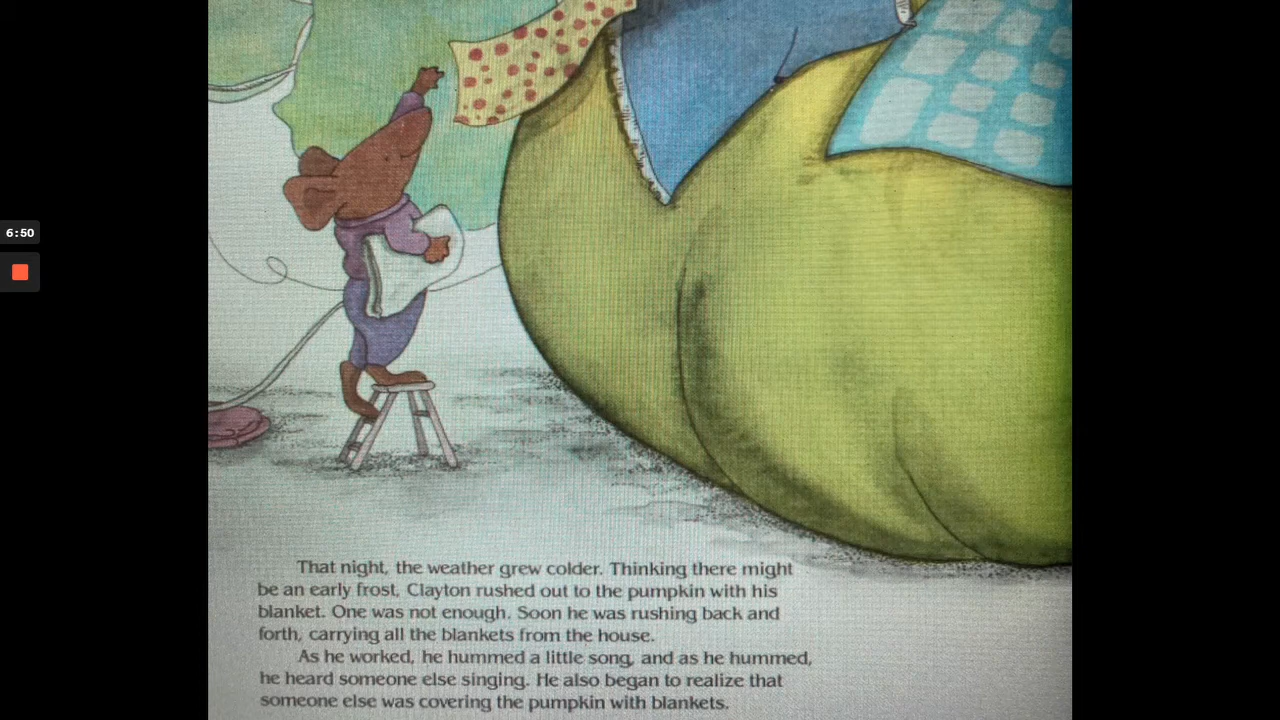 6:50
That night, the weather grew colder. Thinking there might
be an early frost, Clayton rushed out to the pumpkin with his
blanket. One was not enough. Soon he was rushing back and
forth, carrying all the blankets from the house.
As he worked, he hummed a little song, and as he hummed,
he heard someone else singing. He also began to realize that
someone else was covering the pumpkin with blankets.